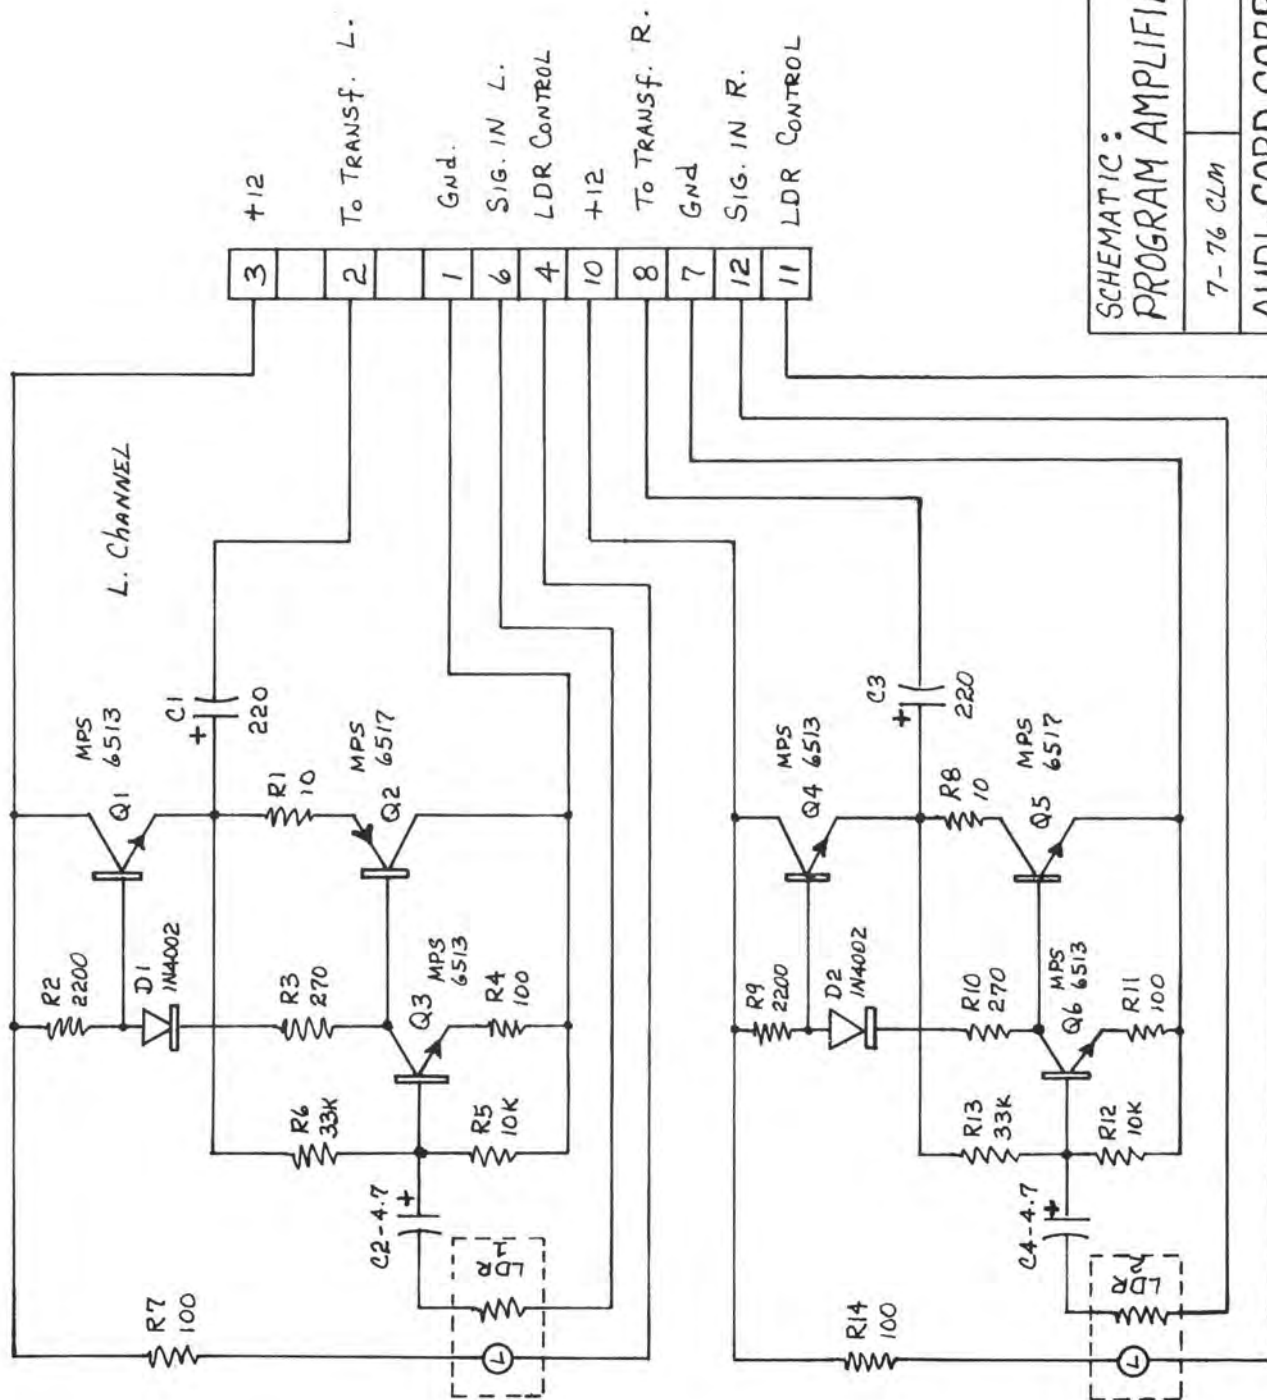 L. CHANNEL
R2
2200
D1
1N4002
R3
270
MPS
6513
Q1
C1
+
220
R1
10
MPS
6517
Q2
Q3
MPS
6513
R4
100
R6
33K
R5
10K
C2-4.7
+
R7
100
LDR
1
L
3
+12
2
To TRANSf. L.
1
GNd.
6
SIG. IN L.
4
LDR CONTROL
10
+12
8
To TRANSf. R.
7
GNd
12
SIG. IN R.
11
LDR CONTROL
MPS
6513
Q4
C3
+
220
R8
10
MPS
6517
Q5
R9
2200
D2
1N4002
R10
270
Q6
MPS
6513
R11
100
R13
33K
R12
10K
C4-4.7
+
R14
100
LDR
2
L
SCHEMATIC:
PROGRAM AMPLIFI
7-76 CLM